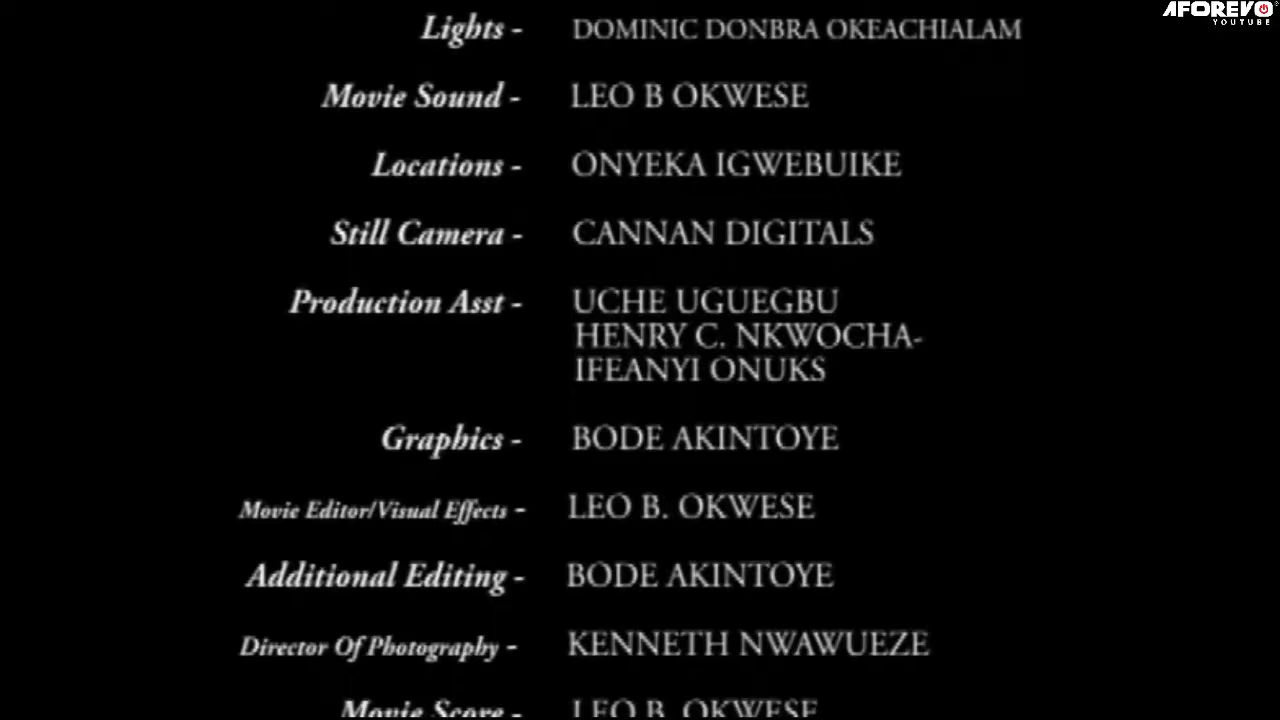 AFOREVO
YOUTUBE
Lights - DOMINIC DONBRA OKEACHIALAM
Movie Sound - LEO B OKWESE
Locations - ONYEKA IGWEBUIKE
Still Camera - CANNAN DIGITALS
Production Asst - UCHE UGUEGBU
HENRY C. NKWOCHA-
IFEANYI ONUKS
Graphics - BODE AKINTOYE
Movie Editor/Visual Effects - LEO B. OKWESE
Additional Editing - BODE AKINTOYE
Director Of Photography - KENNETH NWAWUEZE
Movie Score - LEO B. OKWESE